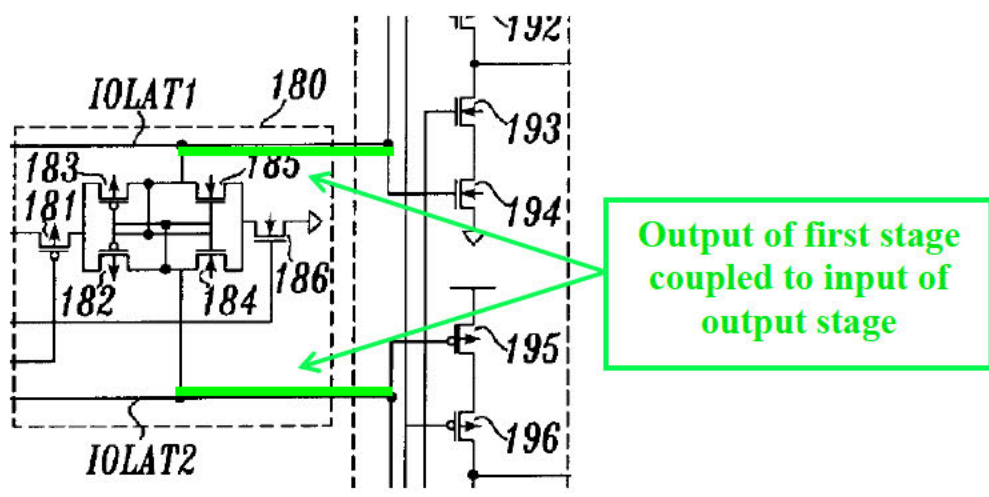 192
IOLAT1
180
193
183
185
181
194
Output of first stage
coupled to input of
output stage
182
184
186
195
196
IOLAT2